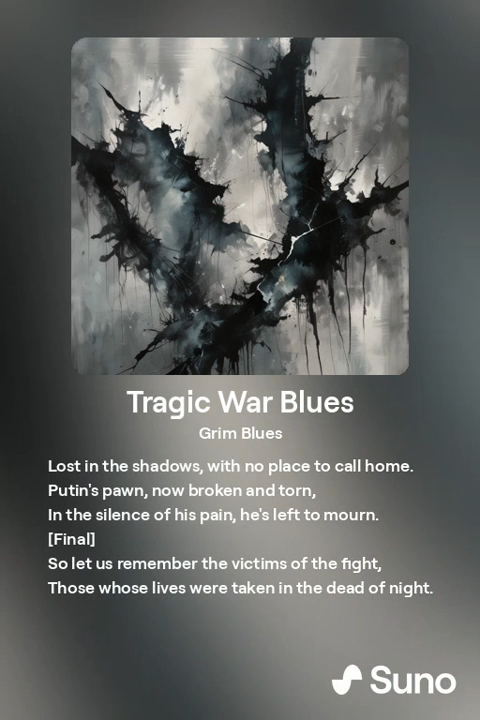 Tragic War Blues
Grim Blues
Lost in the shadows, with no place to call home.
Putin's pawn, now broken and torn,
In the silence of his pain, he's left to mourn.
[Final]
So let us remember the victims of the fight,
Those whose lives were taken in the dead of night.
Suno